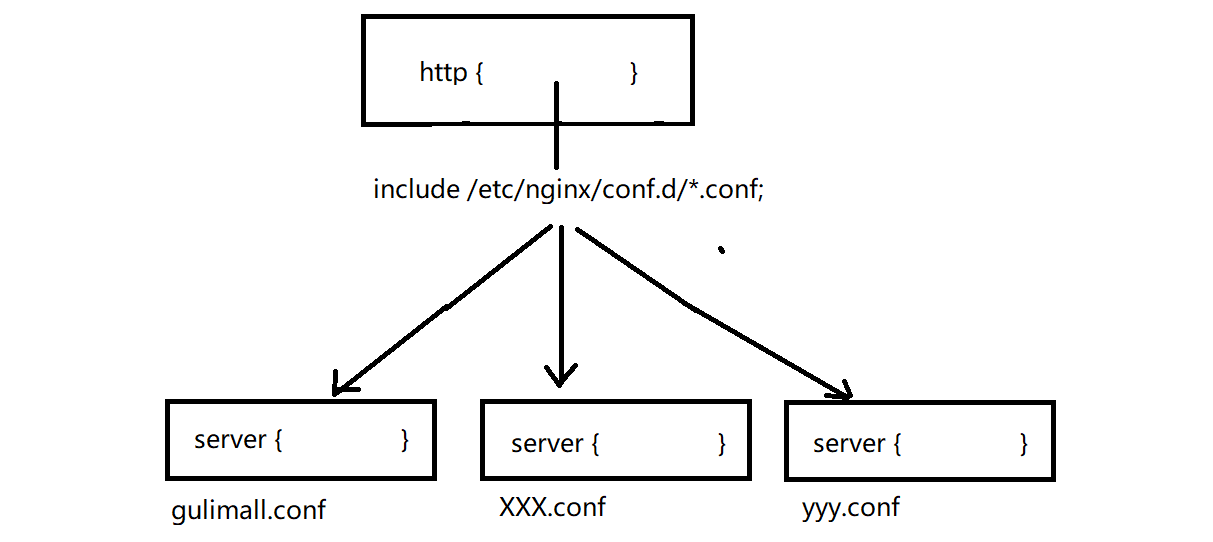 http {                    }
include /etc/nginx/conf.d/*.conf;
server {                }
server {                }
server {                }
gulimall.conf
XXX.conf
yyy.conf